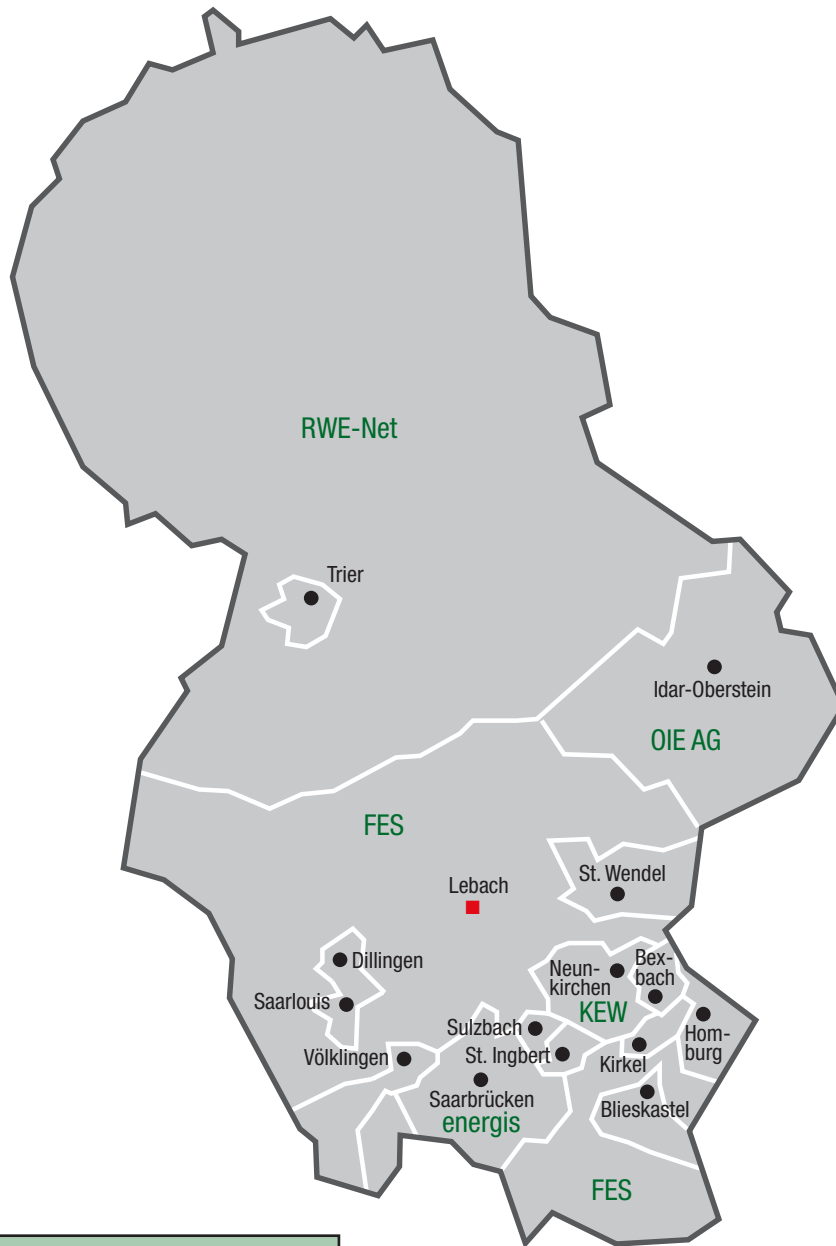 RWE-Net
Trier
Idar-Oberstein
OIE AG
FES
St. Wendel
Lebach
Dillingen
Neun-
kirchen
Bex-
bach
Saarlouis
KEW
Hom-
burg
Sulzbach
St. Ingbert
Kirkel
Völklingen
Saarbrücken
energis
Blieskastel
FES